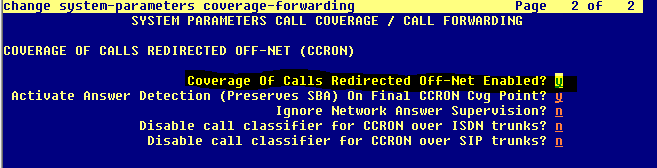 change system-parameters coverage-forwarding Page 2 of 2
SYSTEM PARAMETERS CALL COVERAGE / CALL FORWARDING
COVERAGE OF CALLS REDIRECTED OFF-NET (CCRON)
Coverage Of Calls Redirected Off-Net Enabled? y
Activate Answer Detection (Preserves SBA) On Final CCRON Cvg Point? y
Ignore Network Answer Supervision? n
Disable call classifier for CCRON over ISDN trunks? n
Disable call classifier for CCRON over SIP trunks? n